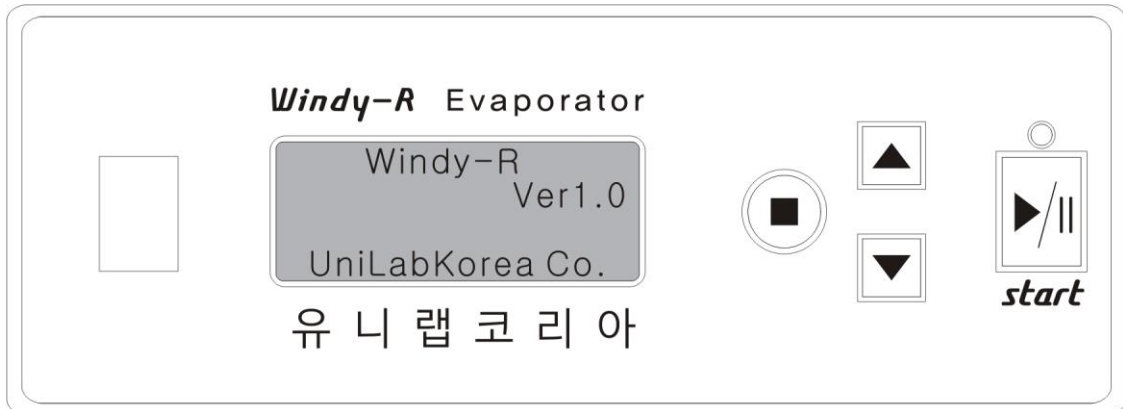 Windy-R Evaporator
Windy-R
Ver1.0
UniLabKorea Co.
유니랩코리아
start